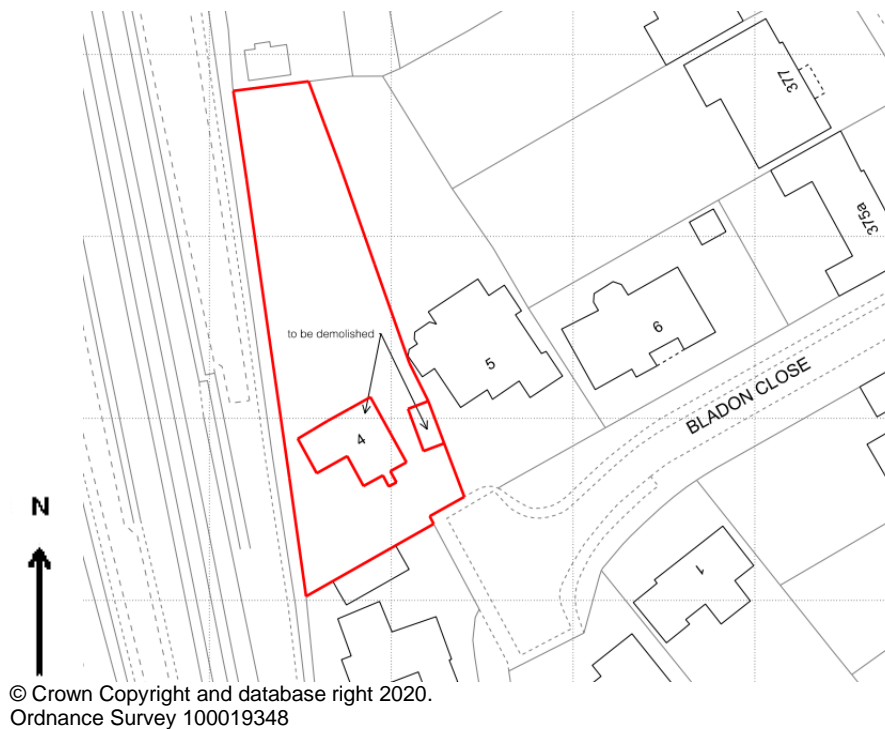 377
375a
to be demolished
6
5
BLADON CLOSE
4
N
1
© Crown Copyright and database right 2020.
Ordnance Survey 100019348